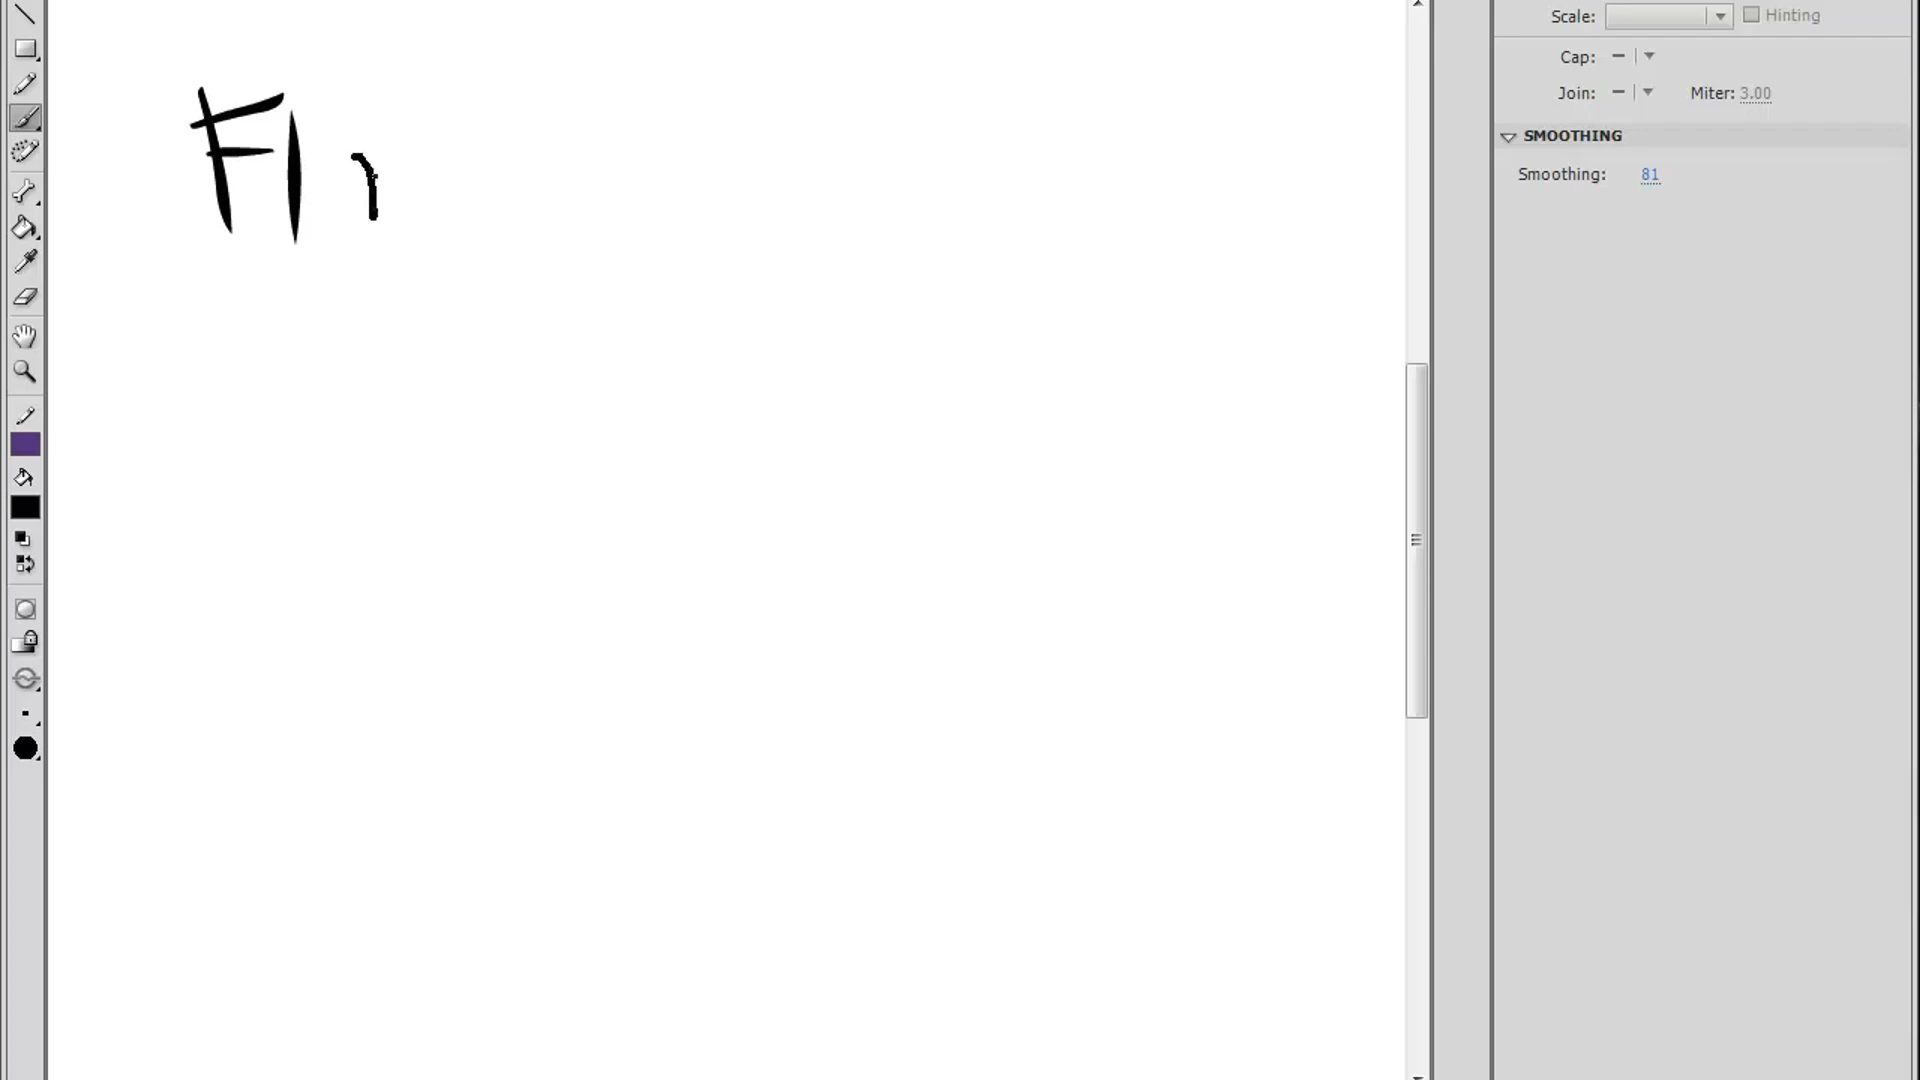 Fl
Scale:
Hinting
Cap:
Join:
Miter: 3.00
SMOOTHING
Smoothing: 81